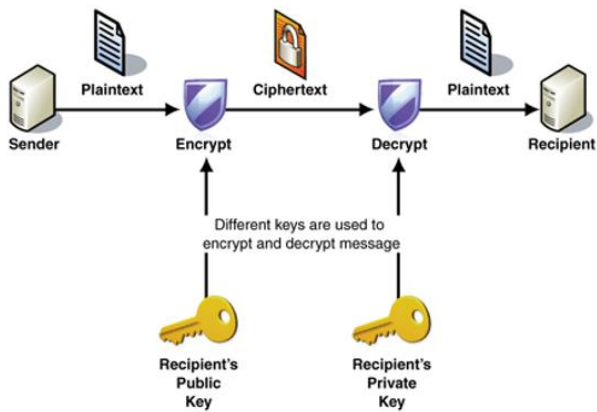 Plaintext
Ciphertext
Plaintext
Sender
Encrypt
Decrypt
Recipient
Different keys are used to
encrypt and decrypt message
Recipient's
Public
Key
Recipient's
Private
Key